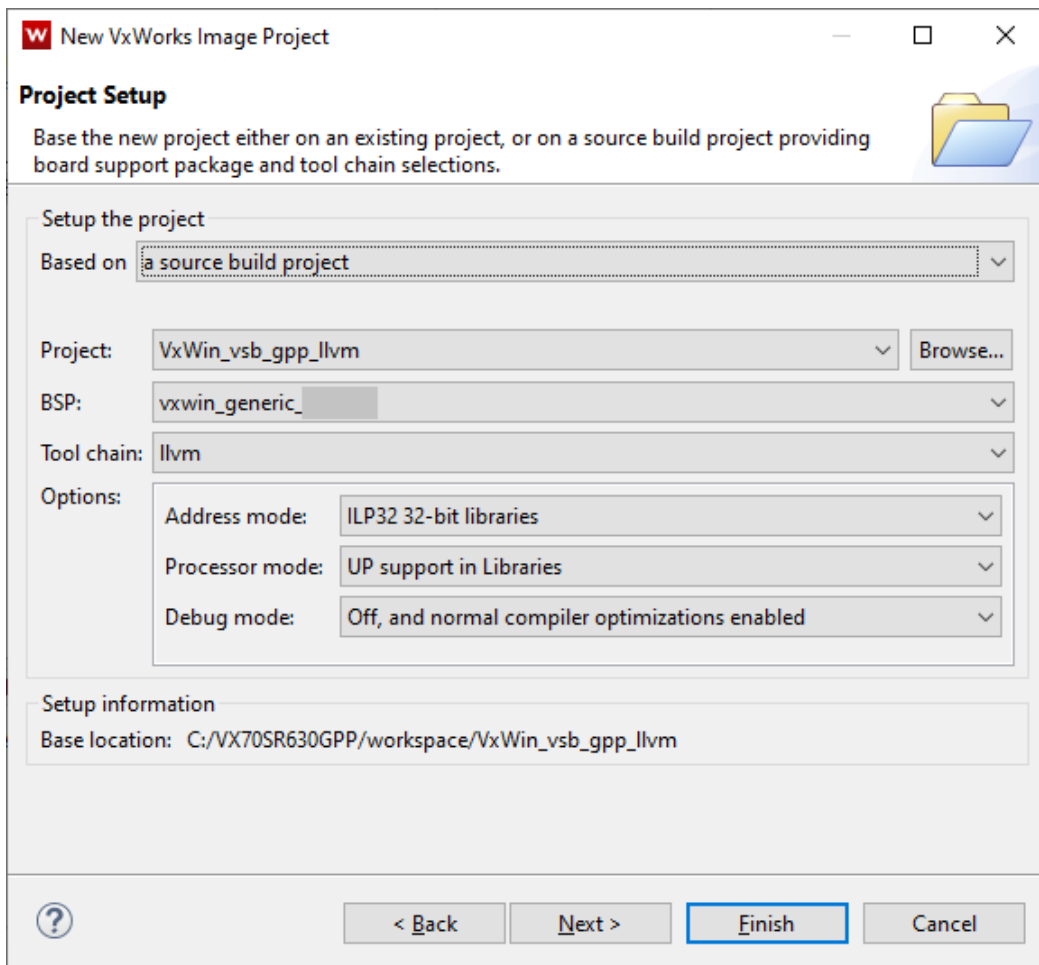 New VxWorks Image Project
Project Setup
Base the new project either on an existing project, or on a source build project providing
board support package and tool chain selections.
Setup the project
Based on a source build project
Project: VxWin_vsb_gpp_llvm Browse...
BSP: vxwin_generic_
Tool chain: llvm
Options:
Address mode: ILP32 32-bit libraries
Processor mode: UP support in Libraries
Debug mode: Off, and normal compiler optimizations enabled
Setup information
Base location: C:/VX70SR630GPP/workspace/VxWin_vsb_gpp_llvm
? < Back Next > Finish Cancel